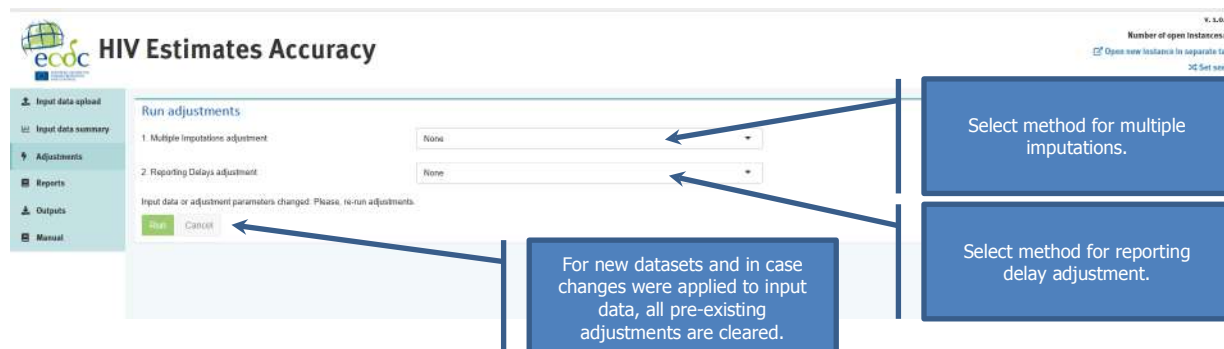 V. 1.0.
Number of open instances:
Open new instance in separate ta
Set see
ecdc
HIV Estimates Accuracy
Input data upload
Input data summary
Adjustments
Reports
Outputs
Manual
Run adjustments
1. Multiple Imputations adjustment
None
2. Reporting Delays adjustment
None
Input data or adjustment parameters changed. Please, re-run adjustments.
Run
Cancel
Select method for multiple
imputations.
Select method for reporting
delay adjustment.
For new datasets and in case
changes were applied to input
data, all pre-existing
adjustments are cleared.